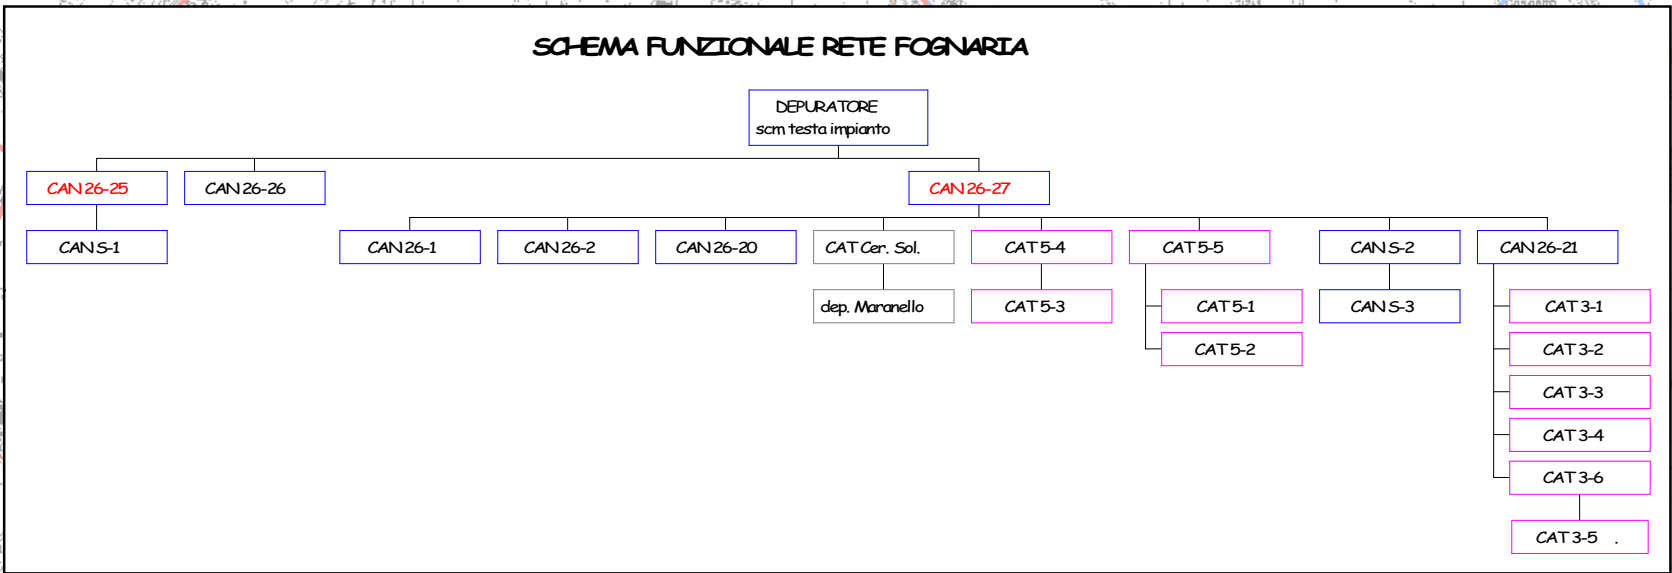 SCHEMA FUNZIONALE RETE FOGNARIA
DEPURATORE
scm testa impianto
CAN 26-25
CAN 26-26
CAN 26-27
CAN S-1
CAN 26-1
CAN 26-2
CAN 26-20
CAT Cer. Sol.
CAT 5-4
CAT 5-5
CAN S-2
CAN 26-21
dep. Maranello
CAT 5-3
CAT 5-1
CAN S-3
CAT 3-1
CAT 5-2
CAT 3-2
CAT 3-3
CAT 3-4
CAT 3-6
CAT 3-5 .